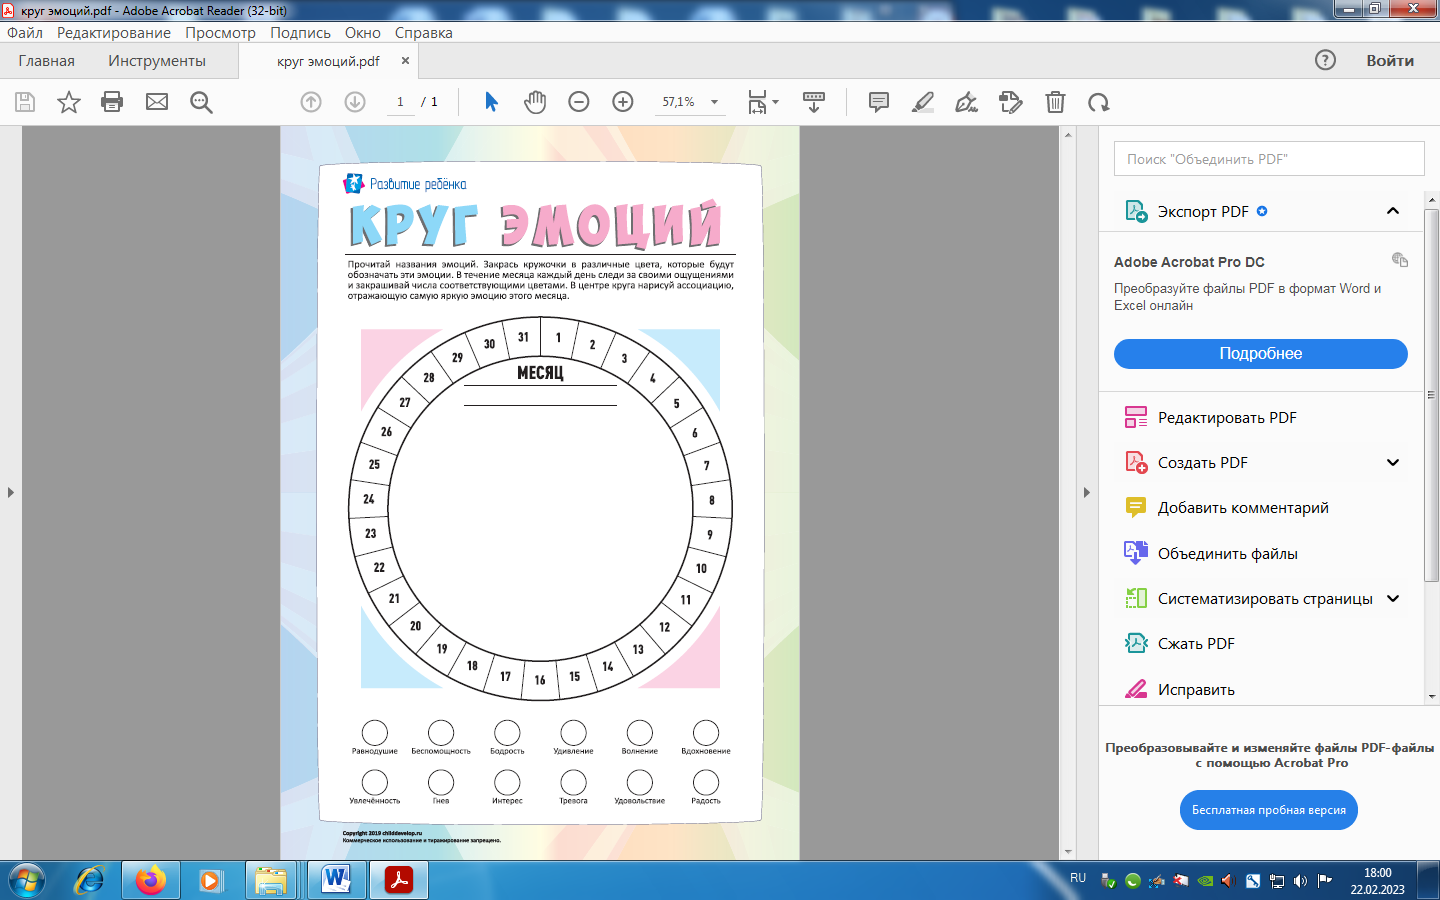 круг эмоций.pdf - Adobe Acrobat Reader (32-bit)
Файл Редактирование Просмотр Подпись Окно Справка
Главная Инструменты круг эмоций.pdf Войти
1 / 1 57,1%
Поиск "Объединить PDF"
Экспорт PDF
Adobe Acrobat Pro DC
Преобразуйте файлы PDF в формат Word и
Excel онлайн
Подробнее
Редактировать PDF
Создать PDF
Добавить комментарий
Объединить файлы
Систематизировать страницы
Сжать PDF
Исправить
Преобразовывайте и изменяйте файлы PDF-файлы
с помощью Acrobat Pro
Бесплатная пробная версия
Развитие ребёнка
КРУГ ЭМОЦИЙ
Прочитай названия эмоций. Закрась кружочки в различные цвета, которые будут
обозначать эти эмоции. В течение месяца каждый день следи за своими ощущениями
и закрашивай числа соответствующими цветами. В центре круга нарисуй ассоциацию,
отражающую самую яркую эмоцию этого месяца.
МЕСЯЦ
1
2
3
4
5
6
7
8
9
10
11
12
13
14
15
16
17
18
19
20
21
22
23
24
25
26
27
28
29
30
31
Равнодушие Беспомощность Бодрость Удивление Волнение Вдохновение
Увлечённость Гнев Интерес Тревога Удовольствие Радость
Copyright 2019 childdevelop.ru
Коммерческое использование и тиражирование запрещено.
RU
18:00
22.02.2023